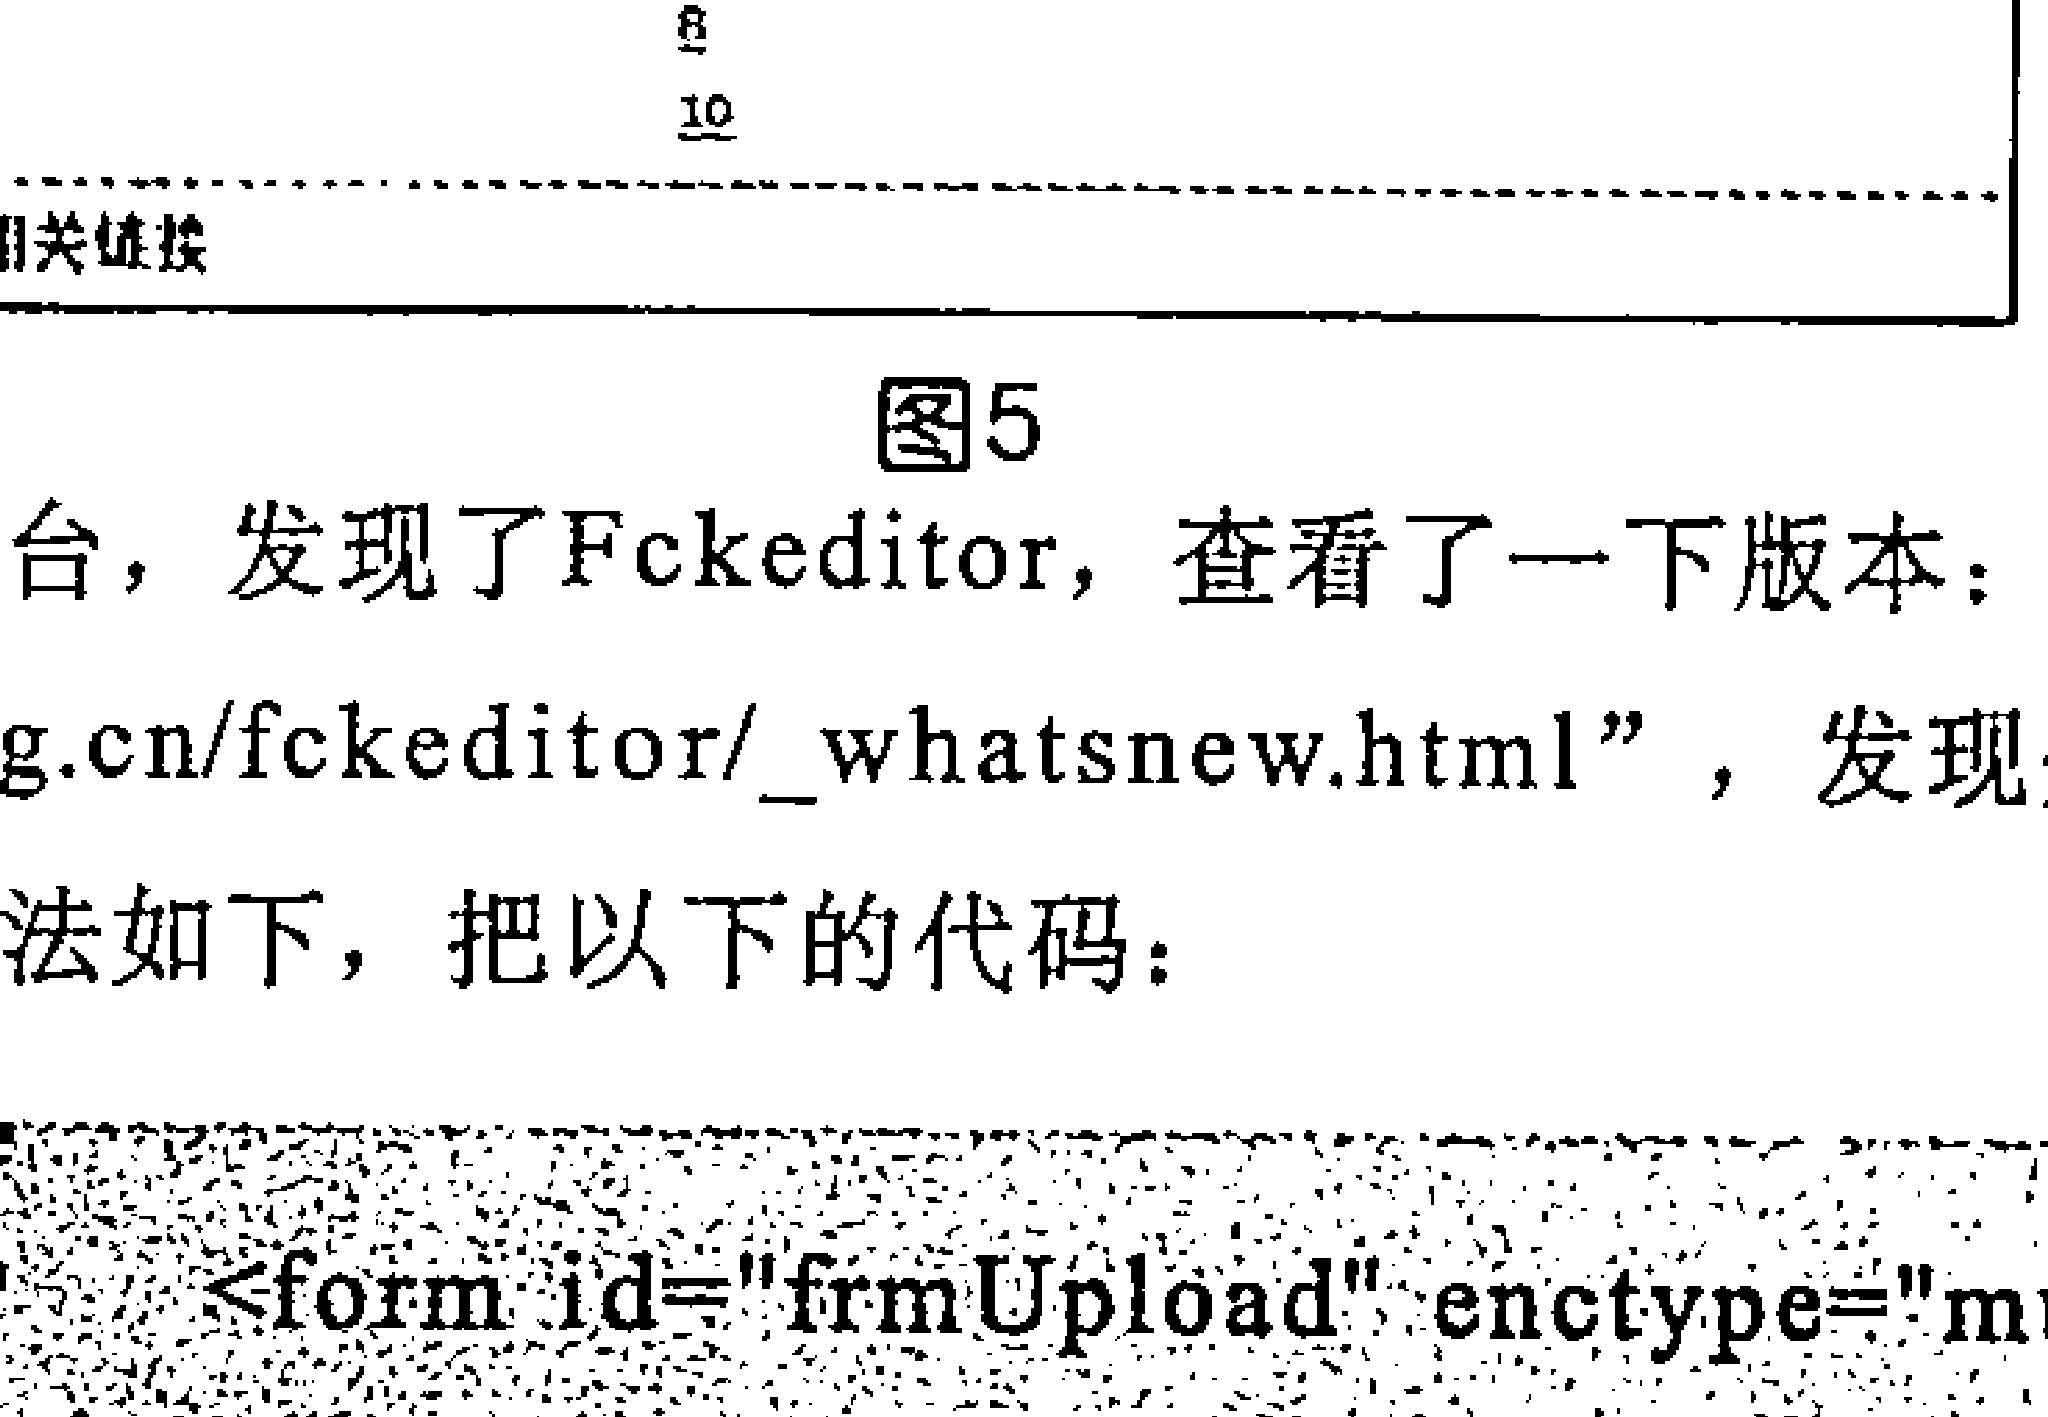 8
10
相关链接
图5
台，发现了Fckeditor，查看了一下版本：
g.cn/fckeditor/_whatsnew.html”，发现
法如下，把以下的代码：
<form id="frmUpload" enctype="mu